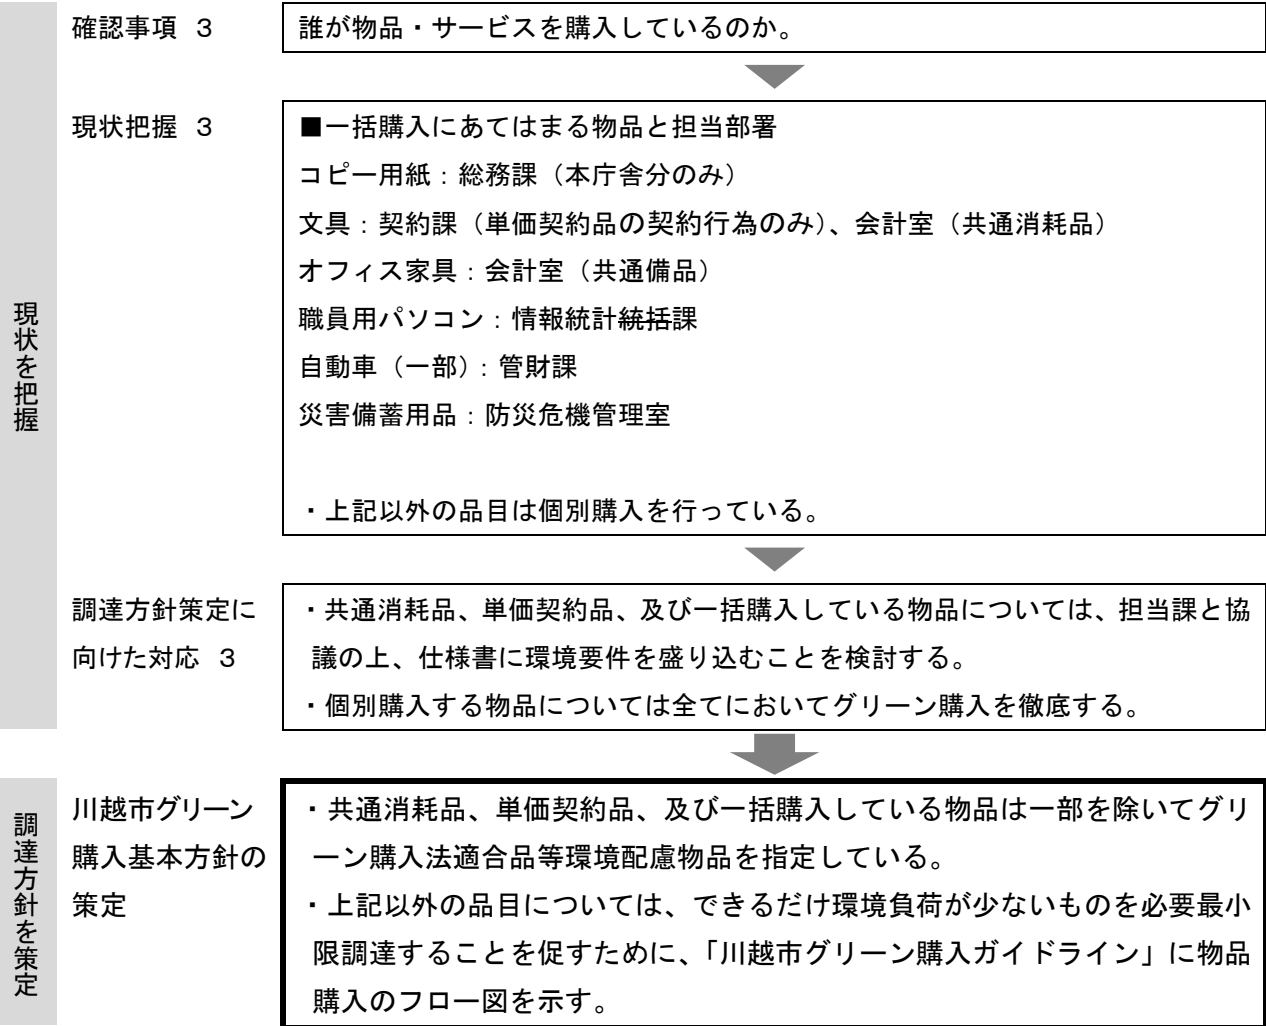 現状を把握
確認事項 3
誰が物品・サービスを購入しているのか。
現状把握 3
■一括購入にあてはまる物品と担当部署
コピー用紙：総務課（本庁舎分のみ）
文具：契約課（単価契約品の契約行為のみ）、会計室（共通消耗品）
オフィス家具：会計室（共通備品）
職員用パソコン：情報統計統括課
自動車（一部）：管財課
災害備蓄用品：防災危機管理室
・上記以外の品目は個別購入を行っている。
調達方針策定に
向けた対応 3
・共通消耗品、単価契約品、及び一括購入している物品については、担当課と協
議の上、仕様書に環境要件を盛り込むことを検討する。
・個別購入する物品については全てにおいてグリーン購入を徹底する。
調達方針を策定
川越市グリーン
購入基本方針の
策定
・共通消耗品、単価契約品、及び一括購入している物品は一部を除いてグリ
ーン購入法適合品等環境配慮物品を指定している。
・上記以外の品目については、できるだけ環境負荷が少ないものを必要最小
限調達することを促すために、「川越市グリーン購入ガイドライン」に物品
購入のフロー図を示す。